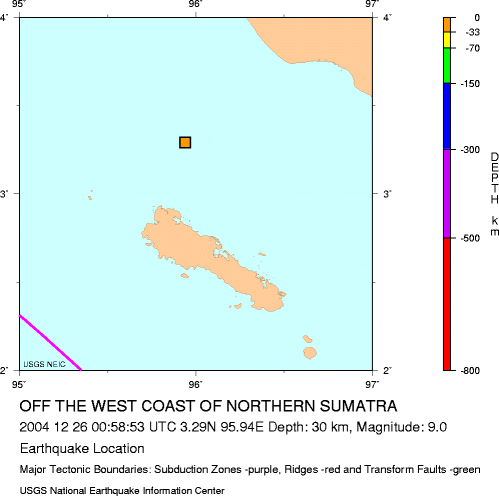 95° 96° 97°
4° 4°
3° 3°
2° 2°
95° 96° 97°
USGS NEIC
0
-33
-70
-150
-300
-500
-800
DEPTH km
OFF THE WEST COAST OF NORTHERN SUMATRA
2004 12 26 00:58:53 UTC 3.29N 95.94E Depth: 30 km, Magnitude: 9.0
Earthquake Location
Major Tectonic Boundaries: Subduction Zones -purple, Ridges -red and Transform Faults -green
USGS National Earthquake Information Center